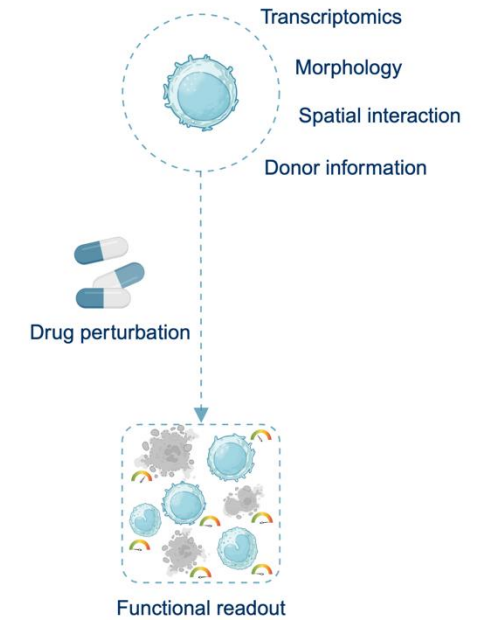 Transcriptomics
Morphology
Spatial interaction
Donor information
Drug perturbation
Functional readout